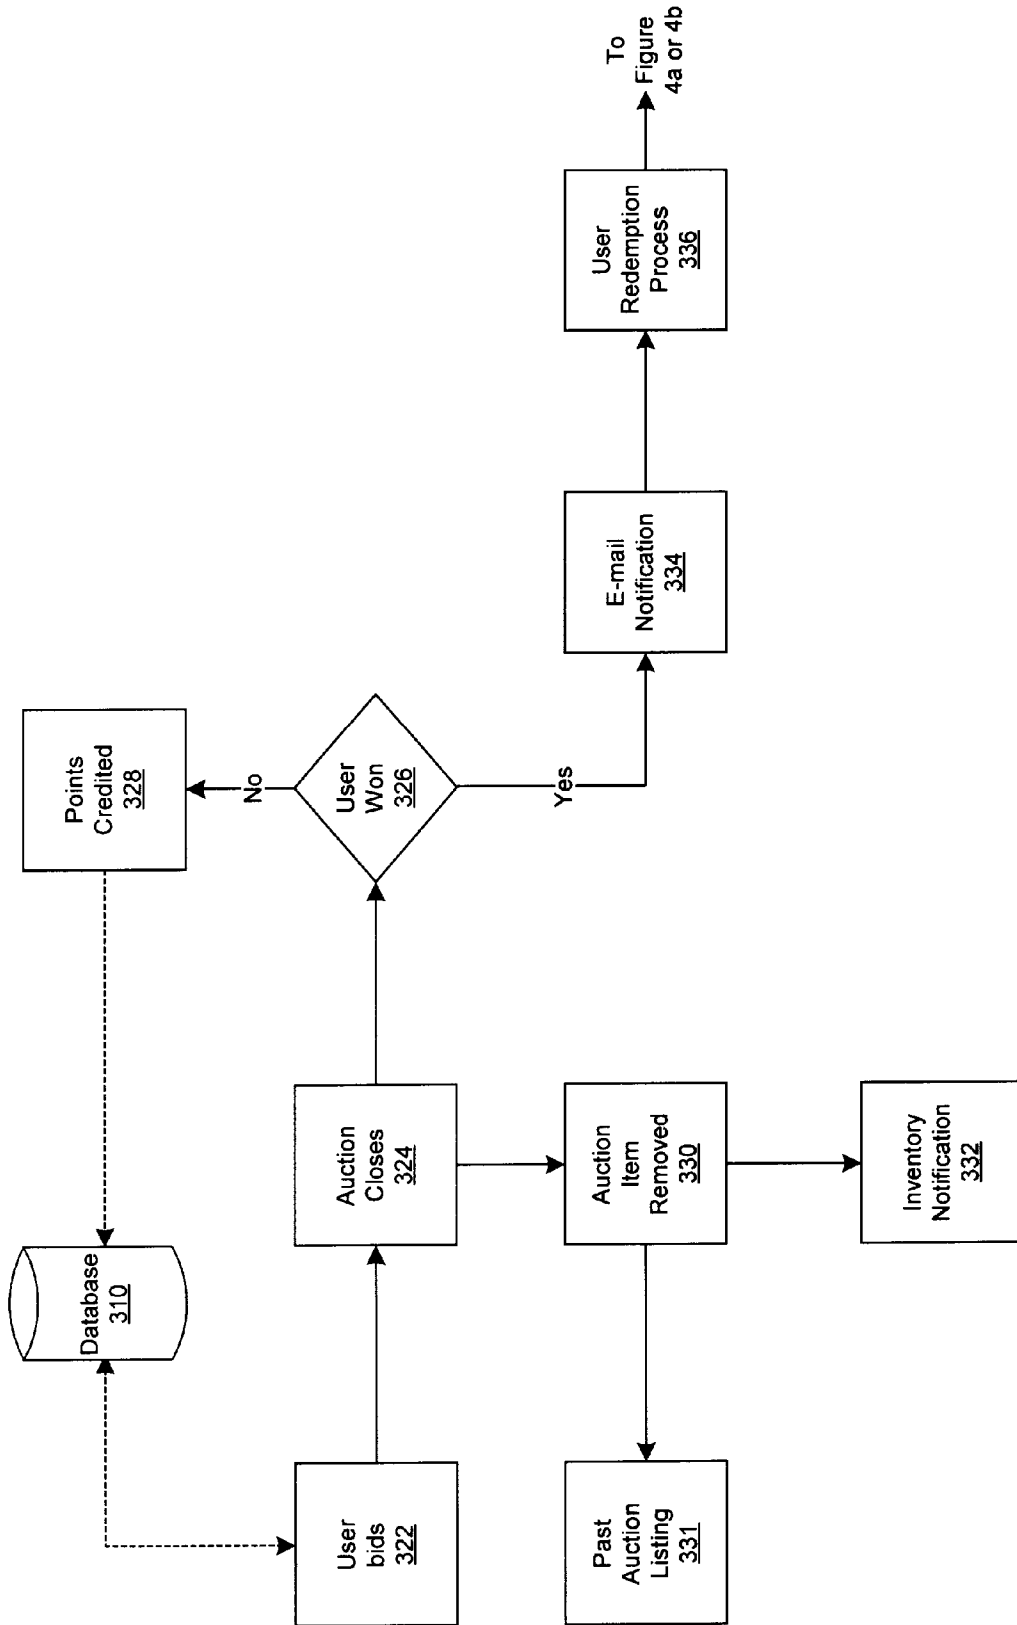 Database
310
Points
Credited
328
User
bids
322
Auction
Closes
324
User
Won
326
No
Yes
Past
Auction
Listing
331
Auction
Item
Removed
330
E-mail
Notification
334
User
Redemption
Process
336
To
Figure
4a or 4b
Inventory
Notification
332